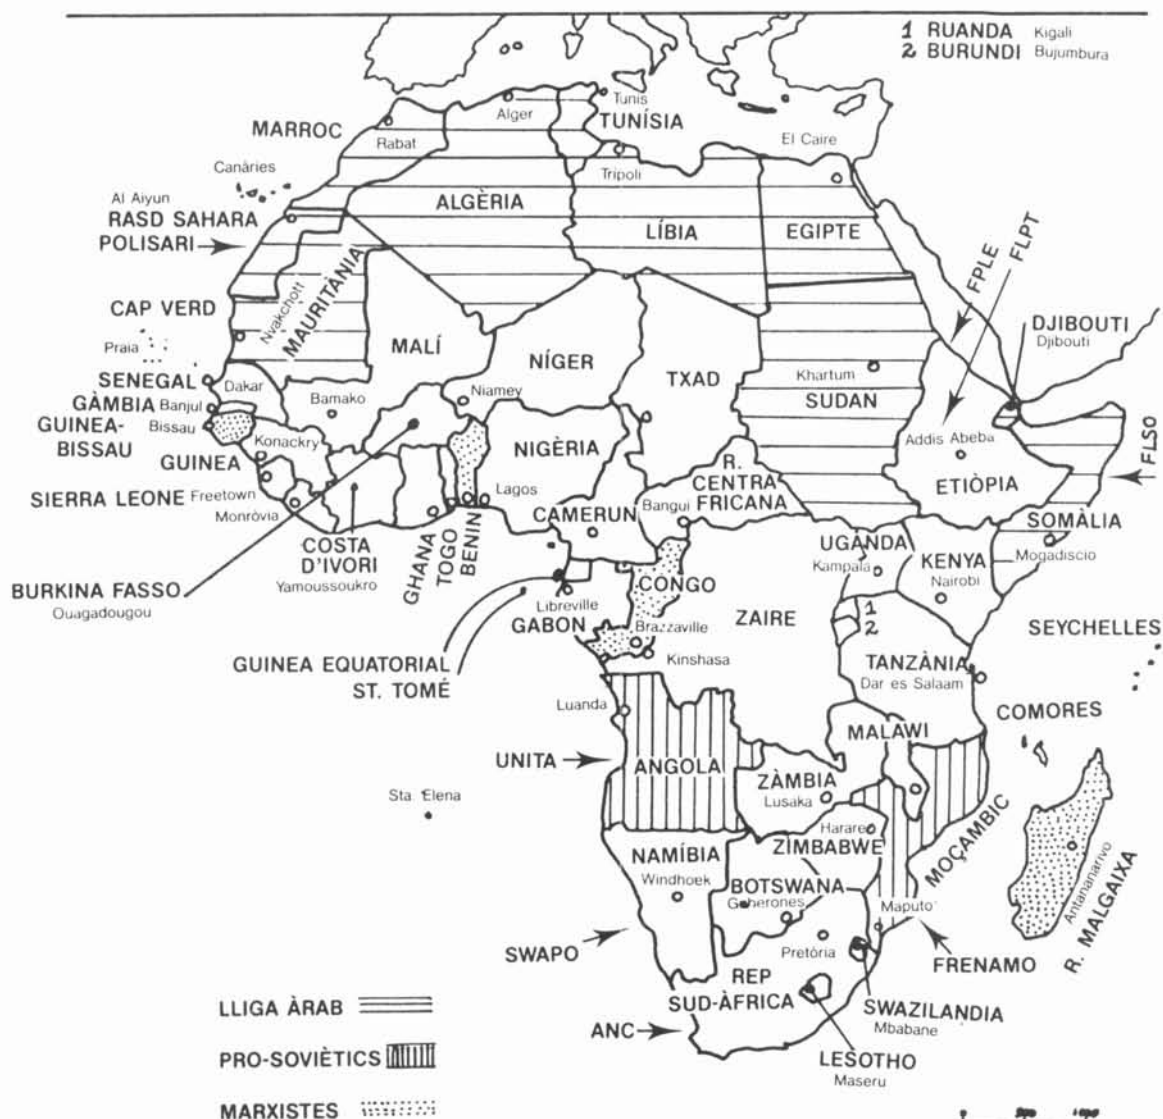 1 RUANDA Kigali
2 BURUNDI Bujumbura
Tunis
TUNÍSIA
Alger
MARROC
Rabat
El Caire
Tripoli
Canàries
Al Aiyun
RASD SAHARA
POLISARI
ALGÈRIA
LÍBIA
EGIPTE
FPLE
FLPT
CAP VERD
Praia
Nvakchott
MAURITÀNIA
MALÍ
NÍGER
TXAD
Khartum
SUDAN
DJIBOUTI
Djibouti
SENEGAL
Dakar
GÀMBIA Banjul
GUINEA-
BISSAU
Bissau
Bamako
Niamey
NIGÈRIA
Addis Abeba
ETIÒPIA
FLSO
Konackry
GUINEA
SIERRA LEONE Freetown
Monròvia
Lagos
R.
CENTRA
FRICANA
Bangui
CAMERUN
SOMÀLIA
Mogadiscio
COSTA
D'IVORI
Yamoussoukro
GHANA
TOGO
BENIN
UGÀNDA
Kampala
KENYA
Nairobi
BURKINA FASSO
Ouagadougou
CONGO
Libreville
GABON
Brazzaville
ZAIRE
1
2
SEYCHELLES
GUINEA EQUATORIAL
ST. TOMÉ
Kinshasa
TANZÀNIA
Dar es Salaam
Luanda
COMORES
MALAWI
UNITA
ANGOLA
ZÀMBIA
Lusaka
Sta. Elena
Harare
ZIMBABWE
MOÇAMBIC
NAMÍBIA
Windhoek
BOTSWANA
Goherones
Maputo
Antananarivo
R. MALGAIXA
SWAPO
Pretòria
FRENAMO
REP
SUD-ÀFRICA
SWAZILANDIA
Mbabane
ANC
LESOTHO
Maseru
LLIGA ÀRAB
PRO-SOVIÈTICS
MARXISTES